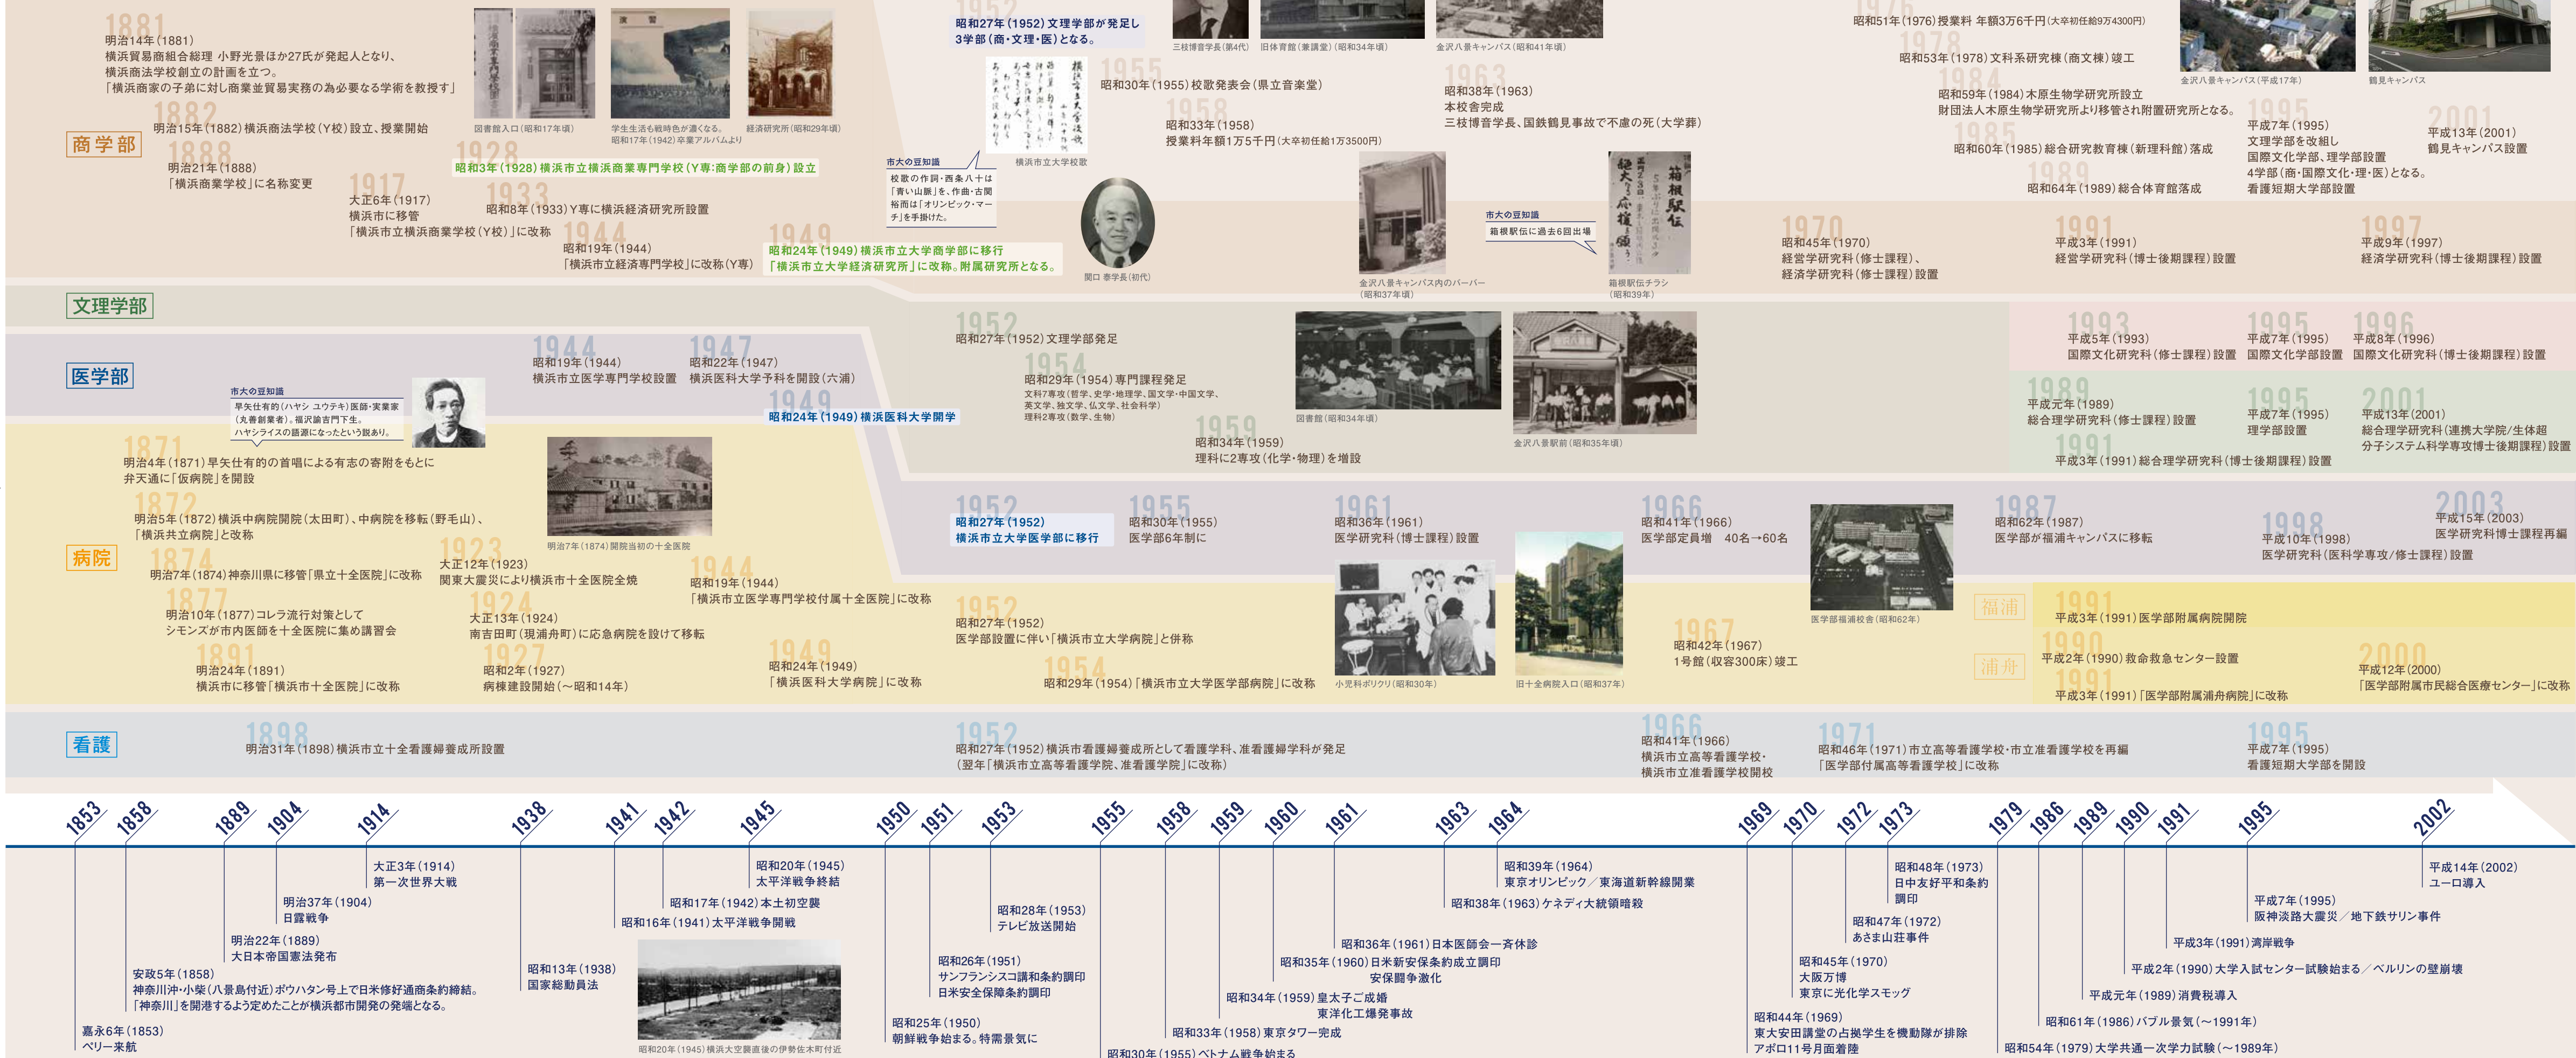 1881
明治14年(1881)
横浜貿易商組合総理 小野光景ほか27氏が発起人となり、
横浜商法学校創立の計画を立つ。
「横浜商家の子弟に対し商業並貿易実務の為必要なる学術を教授す」
1882
明治15年(1882)横浜商法学校(Y校)設立、授業開始
商学部
1888
明治21年(1888)
「横浜商業学校」に名称変更
1917
大正6年(1917)
横浜市に移管
「横浜市立横浜商業学校(Y校)」に改称
図書館入口(昭和17年頃)
学生生活も戦時色が濃くなる。
昭和17年(1942)卒業アルバムより
経済研究所(昭和29年頃)
1928
昭和3年(1928)横浜市立横浜商業専門学校(Y専:商学部の前身)設立
1933
昭和8年(1933)Y専に横浜経済研究所設置
1944
昭和19年(1944)
「横浜市立経済専門学校」に改称(Y専)
1949
昭和24年(1949)横浜市立大学商学部に移行
「横浜市立大学経済研究所」に改称。附属研究所となる。
1952
昭和27年(1952)文理学部が発足し
3学部(商・文理・医)となる。
三枝博音学長(第4代)
旧体育館(兼講堂)(昭和34年頃)
金沢八景キャンパス(昭和41年頃)
横浜市立大学校歌
市大の豆知識
校歌の作詞・西条八十は
「青い山脈」を、作曲・古関
裕而は「オリンピック・マー
チ」を手掛けた。
1955
昭和30年(1955)校歌発表会(県立音楽堂)
1958
昭和33年(1958)
授業料年額1万5千円(大卒初任給1万3500円)
1963
昭和38年(1963)
本校舎完成
三枝博音学長、国鉄鶴見事故で不慮の死(大学葬)
関口 泰学長(初代)
金沢八景キャンパス内のバーバー
(昭和37年頃)
市大の豆知識
箱根駅伝に過去6回出場
箱根駅伝
箱根駅伝チラシ
(昭和39年)
1976
昭和51年(1976)授業料 年額3万6千円(大卒初任給9万4300円)
1978
昭和53年(1978)文科系研究棟(商文棟)竣工
1984
昭和59年(1984)木原生物学研究所設立
財団法人木原生物学研究所より移管され附置研究所となる。
1985
昭和60年(1985)総合研究教育棟(新理科館)落成
1989
昭和64年(1989)総合体育館落成
金沢八景キャンパス(平成17年)
鶴見キャンパス
1995
平成7年(1995)
文理学部を改組し
国際文化学部、理学部設置
4学部(商・国際文化・理・医)となる。
看護短期大学部設置
2001
平成13年(2001)
鶴見キャンパス設置
1970
昭和45年(1970)
経営学研究科(修士課程)、
経済学研究科(修士課程)設置
1991
平成3年(1991)
経営学研究科(博士後期課程)設置
1997
平成9年(1997)
経済学研究科(博士後期課程)設置
文理学部
1952
昭和27年(1952)文理学部発足
1954
昭和29年(1954)専門課程発足
文科7専攻(哲学、史学・地理学、国文学・中国文学、
英文学、独文学、仏文学、社会科学)
理科2専攻(数学、生物)
1959
昭和34年(1959)
理科に2専攻(化学・物理)を増設
図書館(昭和34年頃)
金沢八景駅前(昭和35年頃)
1993
平成5年(1993)
国際文化研究科(修士課程)設置
1995
平成7年(1995)
国際文化学部設置
1996
平成8年(1996)
国際文化研究科(博士後期課程)設置
1989
平成元年(1989)
総合理学研究科(修士課程)設置
1991
平成3年(1991)総合理学研究科(博士後期課程)設置
1995
平成7年(1995)
理学部設置
2001
平成13年(2001)
総合理学研究科(連携大学院/生体超
分子システム科学専攻博士後期課程)設置
医学部
1944
昭和19年(1944)
横浜市立医学専門学校設置
1947
昭和22年(1947)
横浜医科大学予科を開設(六浦)
1949
昭和24年(1949)横浜医科大学開学
1952
昭和27年(1952)
横浜市立大学医学部に移行
1955
昭和30年(1955)
医学部6年制に
1961
昭和36年(1961)
医学研究科(博士課程)設置
1966
昭和41年(1966)
医学部定員増 40名→60名
医学部福浦校舎(昭和62年)
1987
昭和62年(1987)
医学部が福浦キャンパスに移転
1998
平成10年(1998)
医学研究科(医科学専攻/修士課程)設置
2003
平成15年(2003)
医学研究科博士課程再編
市大の豆知識
早矢仕有的(ハヤシ ユウテキ)医師・実業家
(丸善創業者)。福沢諭吉門下生。
ハヤシライスの語源になったという説あり。
病院
1871
明治4年(1871)早矢仕有的の首唱による有志の寄附をもとに
弁天通に「仮病院」を開設
1872
明治5年(1872)横浜中病院開院(太田町)、中病院を移転(野毛山)、
「横浜共立病院」と改称
1874
明治7年(1874)神奈川県に移管「県立十全医院」に改称
1877
明治10年(1877)コレラ流行対策として
シモンズが市内医師を十全医院に集め講習会
1891
明治24年(1891)
横浜市に移管「横浜市十全医院」に改称
明治7年(1874)開院当初の十全医院
1923
大正12年(1923)
関東大震災により横浜市十全医院全焼
1924
大正13年(1924)
南吉田町(現浦舟町)に応急病院を設けて移転
1927
昭和2年(1927)
病棟建設開始(～昭和14年)
1944
昭和19年(1944)
「横浜市立医学専門学校付属十全医院」に改称
1949
昭和24年(1949)
「横浜医科大学病院」に改称
1952
昭和27年(1952)
医学部設置に伴い「横浜市立大学病院」と併称
1954
昭和29年(1954)「横浜市立大学医学部病院」に改称
小児科ポリクリ(昭和30年)
旧十全病院入口(昭和37年)
1967
昭和42年(1967)
1号館(収容300床)竣工
福浦
1991
平成3年(1991)医学部附属病院開院
浦舟
1990
平成2年(1990)救命救急センター設置
1991
平成3年(1991)「医学部附属浦舟病院」に改称
2000
平成12年(2000)
「医学部附属市民総合医療センター」に改称
看護
1898
明治31年(1898)横浜市立十全看護婦養成所設置
1952
昭和27年(1952)横浜市看護婦養成所として看護学科、准看護婦学科が発足
(翌年「横浜市立高等看護学院、准看護学院」に改称)
1966
昭和41年(1966)
横浜市立高等看護学校・
横浜市立准看護学校開校
1971
昭和46年(1971)市立高等看護学校・市立准看護学校を再編
「医学部付属高等看護学校」に改称
1995
平成7年(1995)
看護短期大学部を開設
1853 1858 1889 1904 1914 1938 1941 1942 1945 1950 1951 1953 1955 1958 1959 1960 1961 1963 1964 1969 1970 1972 1973 1979 1986 1989 1990 1991 1995 2002
嘉永6年(1853)
ペリー来航
安政5年(1858)
神奈川沖・小柴(八景島付近)ポウハタン号上で日米修好通商条約締結。
「神奈川」を開港するよう定めたことが横浜都市開発の発端となる。
明治22年(1889)
大日本帝国憲法発布
明治37年(1904)
日露戦争
大正3年(1914)
第一次世界大戦
昭和13年(1938)
国家総動員法
昭和16年(1941)太平洋戦争開戦
昭和17年(1942)本土初空襲
昭和20年(1945)
太平洋戦争終結
昭和20年(1945)横浜大空襲直後の伊勢佐木町付近
昭和25年(1950)
朝鮮戦争始まる。特需景気に
昭和26年(1951)
サンフランシスコ講和条約調印
日米安全保障条約調印
昭和28年(1953)
テレビ放送開始
昭和30年(1955)ベトナム戦争始まる
昭和33年(1958)東京タワー完成
昭和34年(1959)皇太子ご成婚
東洋化工爆発事故
昭和35年(1960)日米新安保条約成立調印
安保闘争激化
昭和36年(1961)日本医師会一斉休診
昭和38年(1963)ケネディ大統領暗殺
昭和39年(1964)
東京オリンピック/東海道新幹線開業
昭和44年(1969)
東大安田講堂の占拠学生を機動隊が排除
アポロ11号月面着陸
昭和45年(1970)
大阪万博
東京に光化学スモッグ
昭和47年(1972)
あさま山荘事件
昭和48年(1973)
日中友好平和条約
調印
昭和54年(1979)大学共通一次学力試験(～1989年)
昭和61年(1986)バブル景気(～1991年)
平成元年(1989)消費税導入
平成2年(1990)大学入試センター試験始まる/ベルリンの壁崩壊
平成3年(1991)湾岸戦争
平成7年(1995)
阪神淡路大震災/地下鉄サリン事件
平成14年(2002)
ユーロ導入